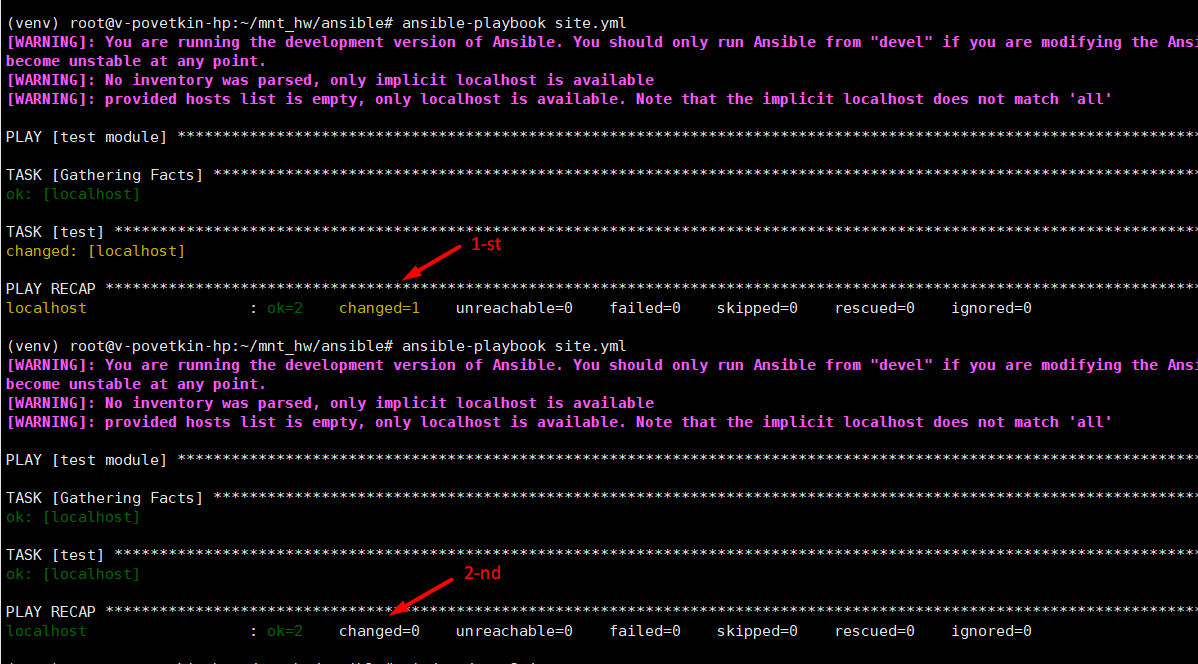 (venv) root@v-povetkin-hp:~/mnt_hw/ansible# ansible-playbook site.yml
[WARNING]: You are running the development version of Ansible. You should only run Ansible from "devel" if you are modifying the Ansi
become unstable at any point.
[WARNING]: No inventory was parsed, only implicit localhost is available
[WARNING]: provided hosts list is empty, only localhost is available. Note that the implicit localhost does not match 'all'
PLAY [test module] ****************************************************************************************************************
TASK [Gathering Facts] ************************************************************************************************************
ok: [localhost]
TASK [test] ***********************************************************************************************************************
changed: [localhost]
1-st
PLAY RECAP ************************************************************************************************************************
localhost : ok=2 changed=1 unreachable=0 failed=0 skipped=0 rescued=0 ignored=0
(venv) root@v-povetkin-hp:~/mnt_hw/ansible# ansible-playbook site.yml
[WARNING]: You are running the development version of Ansible. You should only run Ansible from "devel" if you are modifying the Ansi
become unstable at any point.
[WARNING]: No inventory was parsed, only implicit localhost is available
[WARNING]: provided hosts list is empty, only localhost is available. Note that the implicit localhost does not match 'all'
PLAY [test module] ****************************************************************************************************************
TASK [Gathering Facts] ************************************************************************************************************
ok: [localhost]
TASK [test] ***********************************************************************************************************************
ok: [localhost]
2-nd
PLAY RECAP ************************************************************************************************************************
localhost : ok=2 changed=0 unreachable=0 failed=0 skipped=0 rescued=0 ignored=0